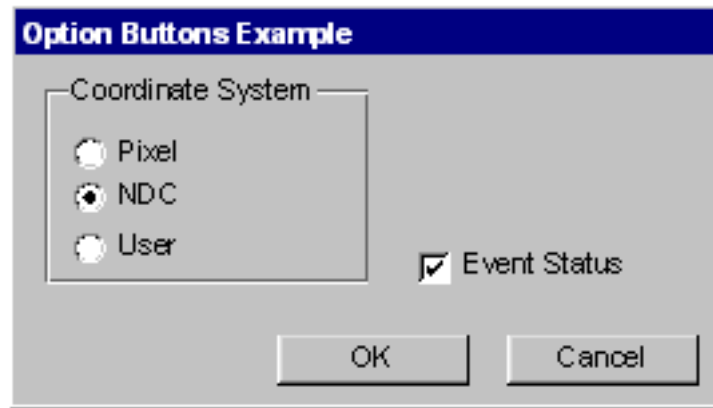 Option Buttons Example
Coordinate System
Pixel
NDC
User
Event Status
OK Cancel